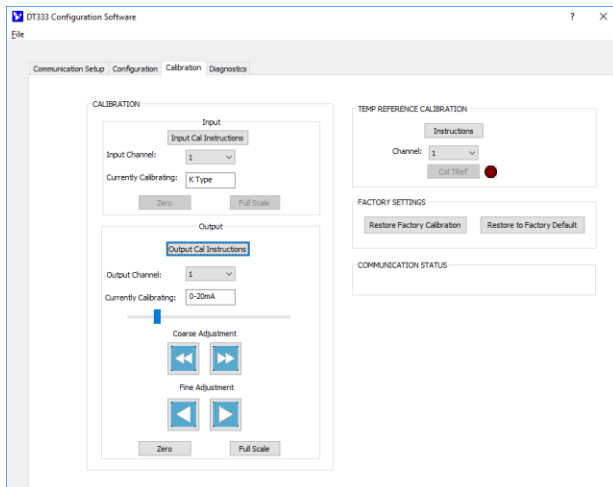 DT333 Configuration Software
File
Communication Setup Configuration Calibration Diagnostics
CALIBRATION
Input
Input Cal Instructions
Input Channel: 1
Currently Calibrating: K Type
Zero Full Scale
Output
Output Cal Instructions
Output Channel: 1
Currently Calibrating: 0-20mA
Coarse Adjustment
Fine Adjustment
Zero Full Scale
TEMP REFERENCE CALIBRATION
Instructions
Channel: 1
Cal TRef
FACTORY SETTINGS
Restore Factory Calibration Restore to Factory Default
COMMUNICATION STATUS